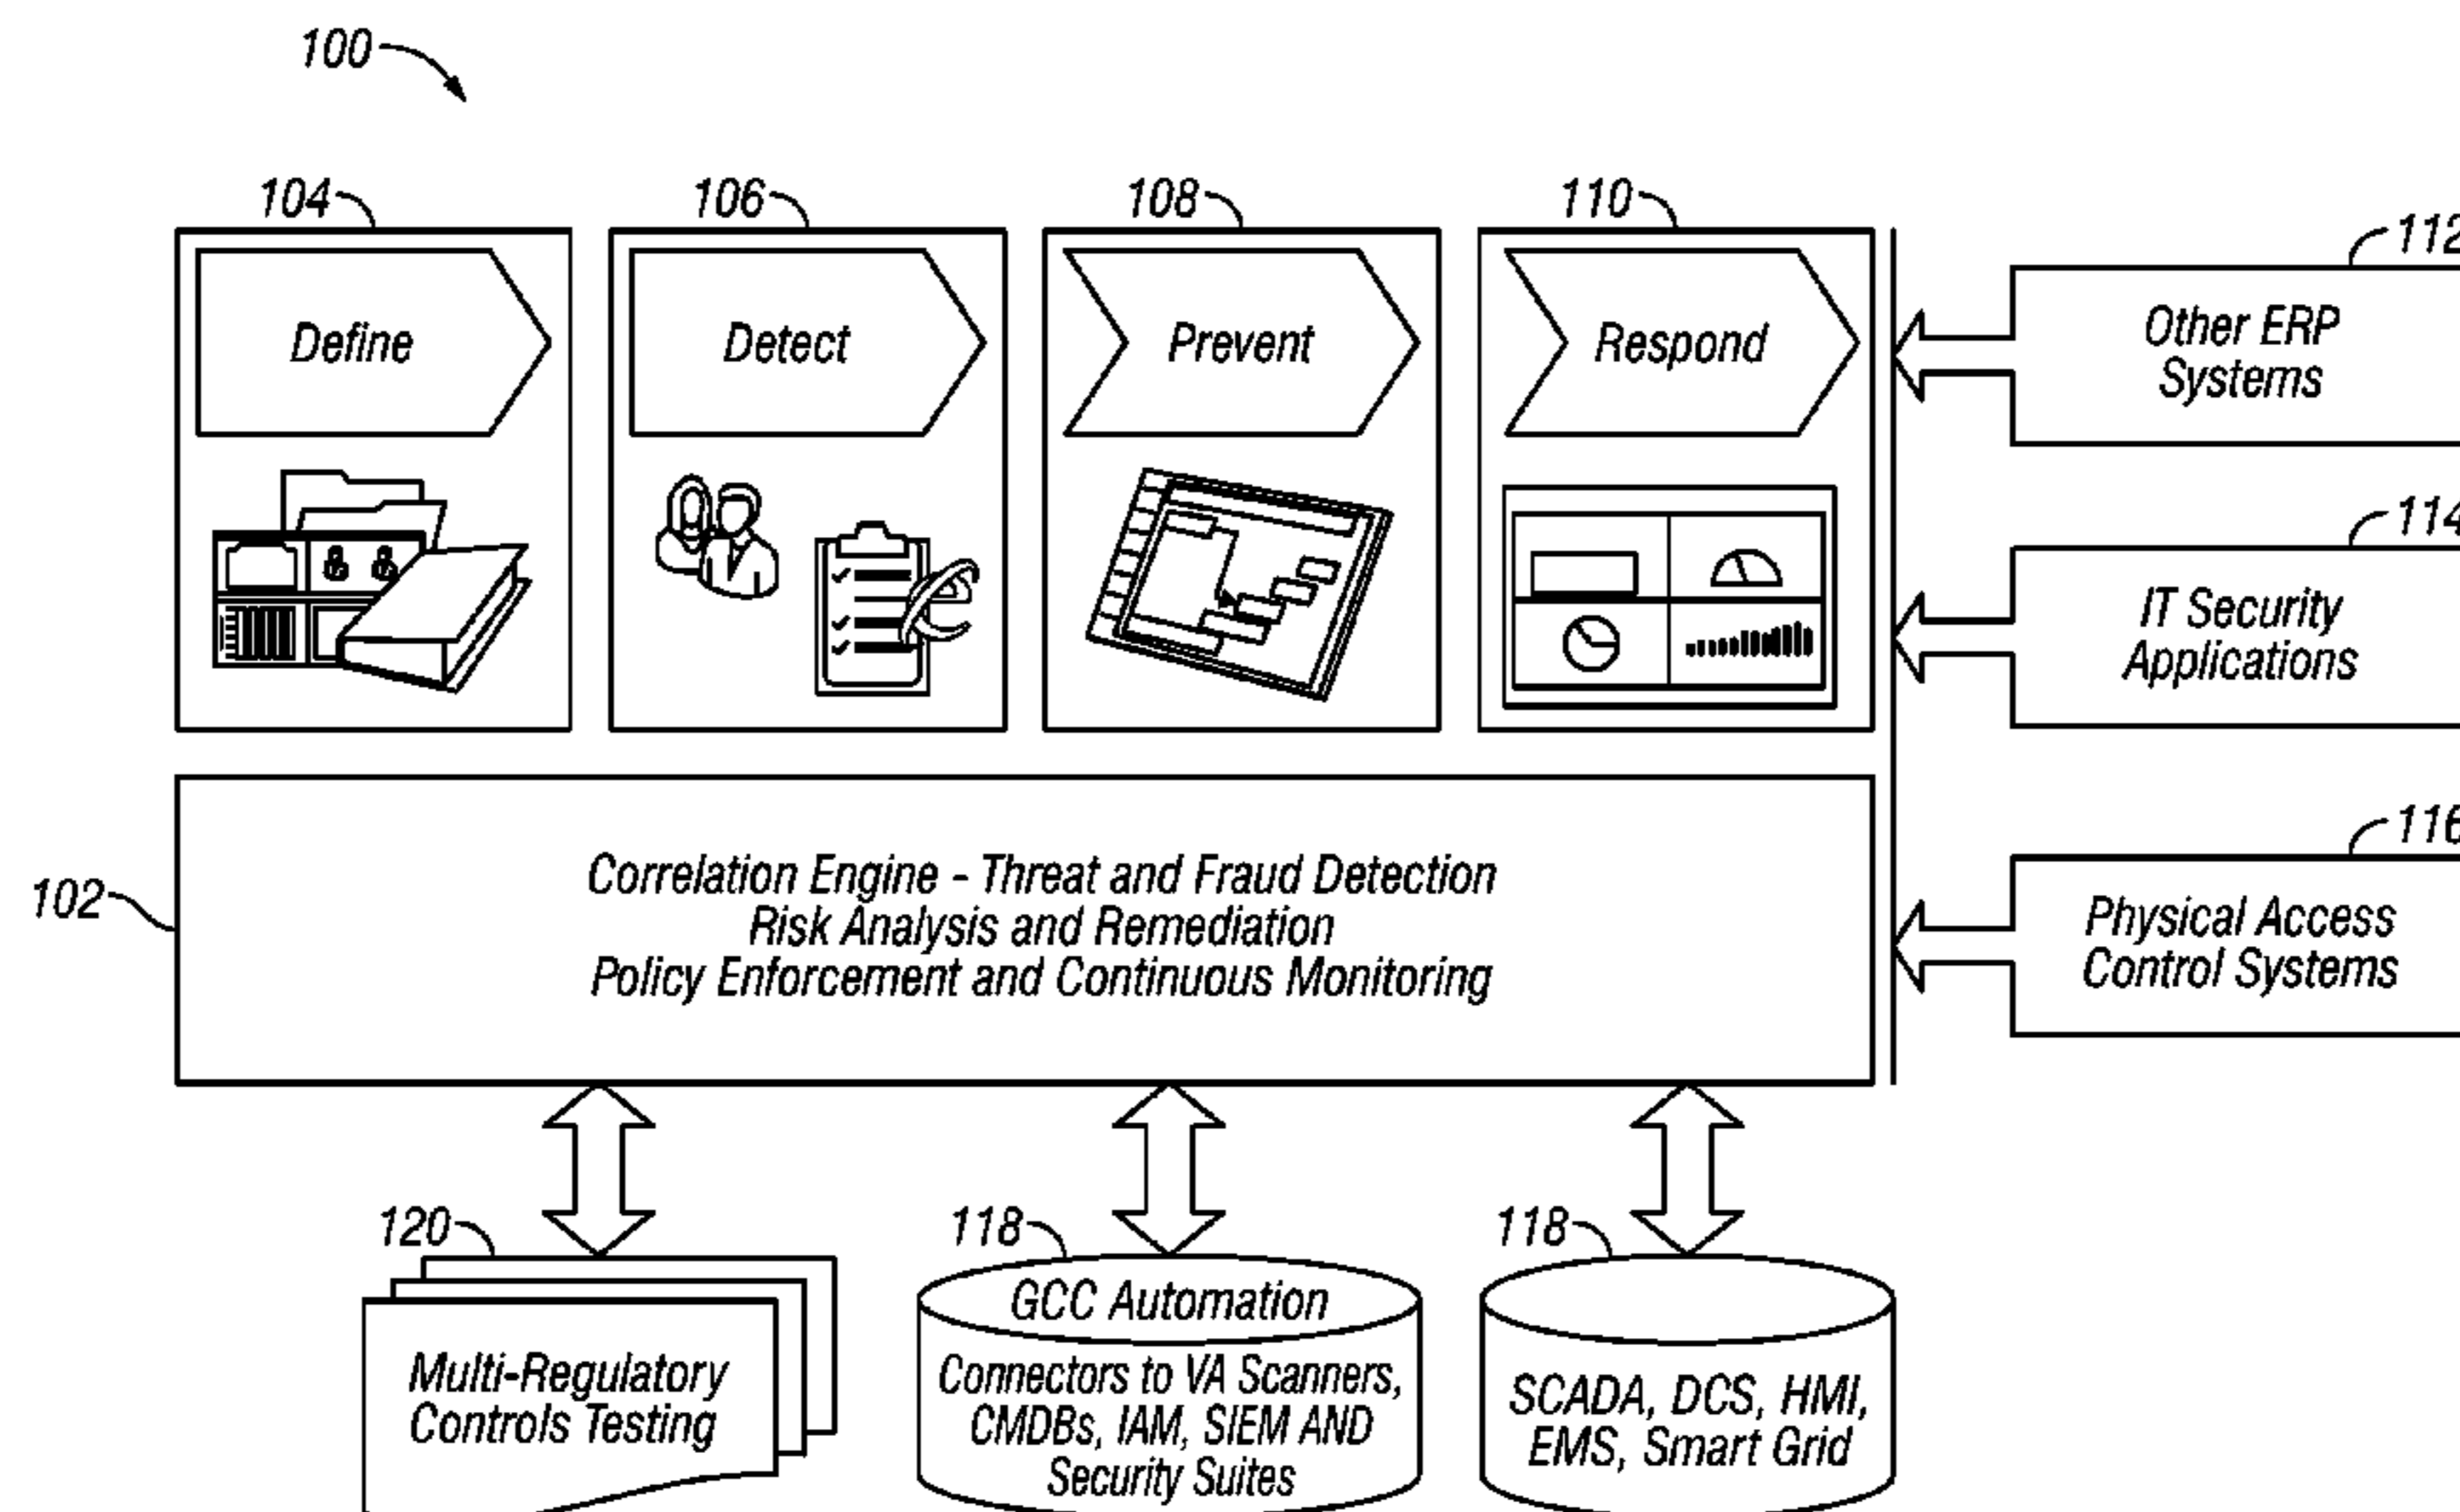 100
104
106
108
110
112
Define
Detect
Prevent
Respond
Other ERP
Systems
114
IT Security
Applications
116
Physical Access
Control Systems
102
Correlation Engine - Threat and Fraud Detection
Risk Analysis and Remediation
Policy Enforcement and Continuous Monitoring
120
118
118
Multi-Regulatory
Controls Testing
GCC Automation
Connectors to VA Scanners,
CMDBs, IAM, SIEM AND
Security Suites
SCADA, DCS, HMI,
EMS, Smart Grid